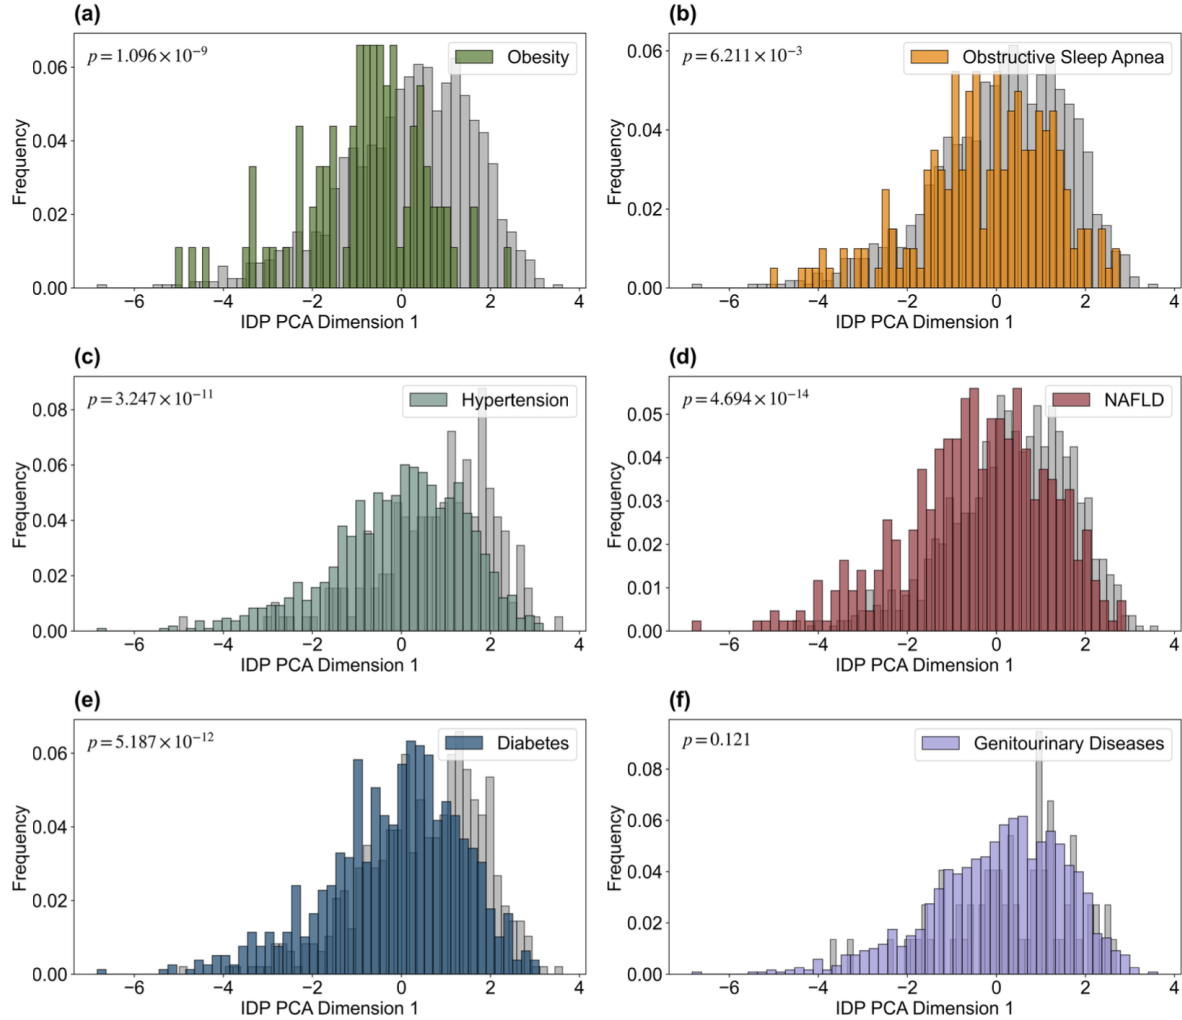 (a)
p = 1.096 × 10⁻⁹
Obesity
Frequency
0.06
0.04
0.02
0.00
−6 −4 −2 0 2 4
IDP PCA Dimension 1
(b)
p = 6.211 × 10⁻³
Obstructive Sleep Apnea
Frequency
0.06
0.04
0.02
0.00
−6 −4 −2 0 2 4
IDP PCA Dimension 1
(c)
p = 3.247 × 10⁻¹¹
Hypertension
Frequency
0.08
0.06
0.04
0.02
0.00
−6 −4 −2 0 2 4
IDP PCA Dimension 1
(d)
p = 4.694 × 10⁻¹⁴
NAFLD
Frequency
0.05
0.04
0.03
0.02
0.01
0.00
−6 −4 −2 0 2 4
IDP PCA Dimension 1
(e)
p = 5.187 × 10⁻¹²
Diabetes
Frequency
0.06
0.04
0.02
0.00
−6 −4 −2 0 2 4
IDP PCA Dimension 1
(f)
p = 0.121
Genitourinary Diseases
Frequency
0.08
0.06
0.04
0.02
0.00
−6 −4 −2 0 2 4
IDP PCA Dimension 1